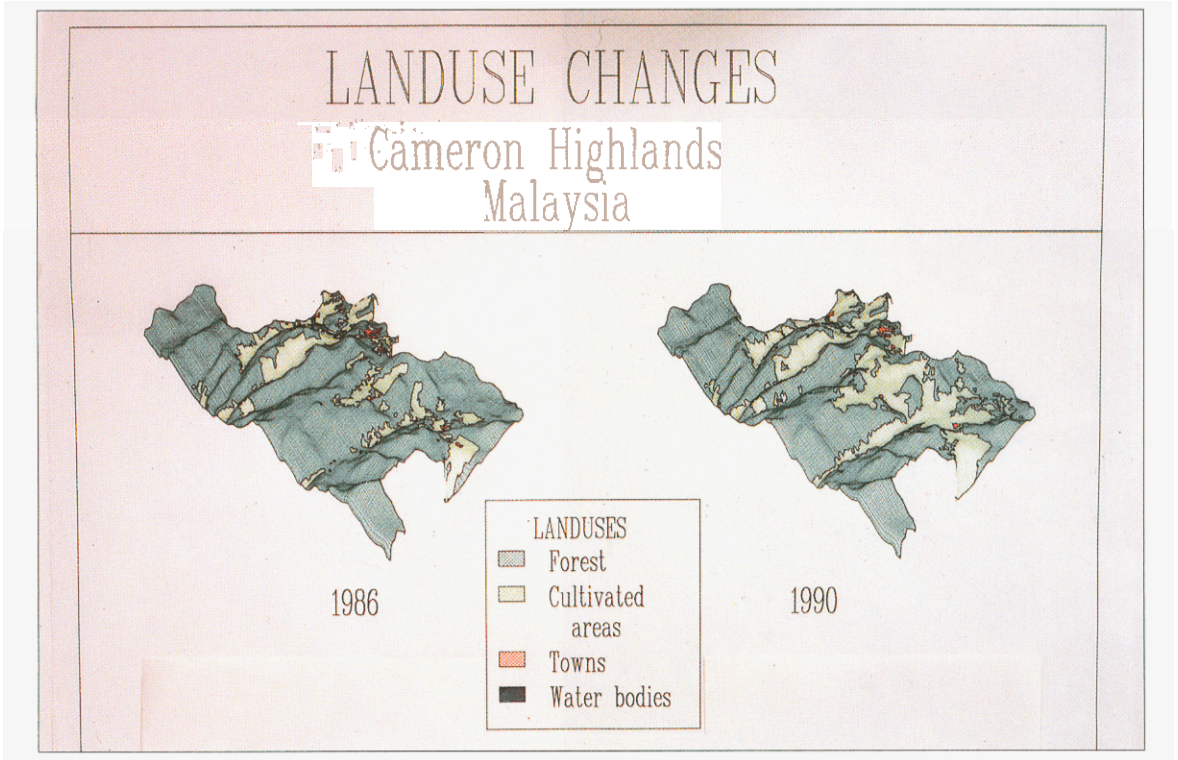 LANDUSE CHANGES
Cameron Highlands
Malaysia
LANDUSES
Forest
Cultivated
areas
Towns
Water bodies
1986
1990